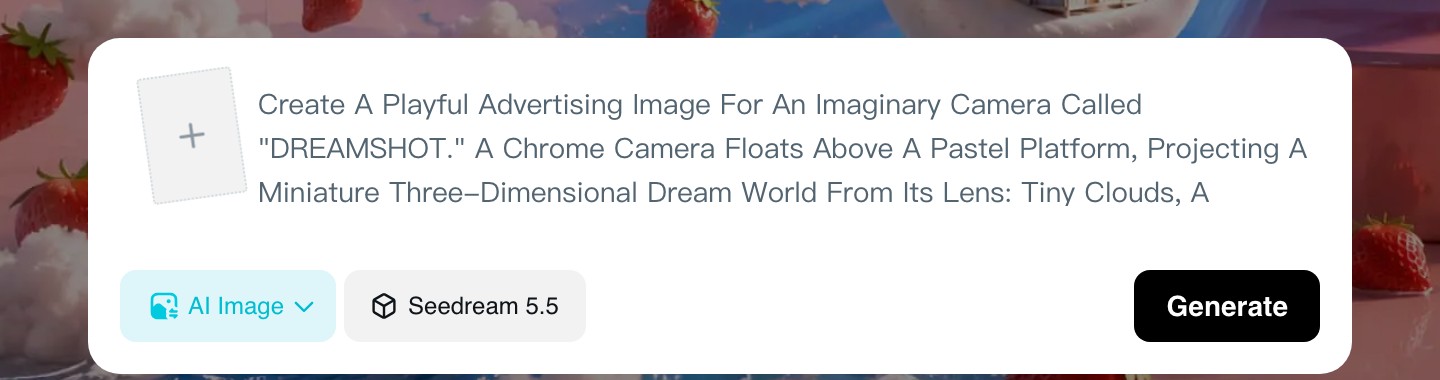 Create A Playful Advertising Image For An Imaginary Camera Called
"DREAMSHOT." A Chrome Camera Floats Above A Pastel Platform, Projecting A
Miniature Three–Dimensional Dream World From Its Lens: Tiny Clouds, A
AI Image
Seedream 5.5
Generate